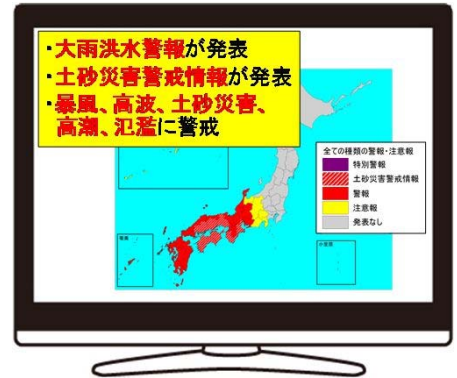 ・大雨洪水警報が発表
・土砂災害警戒情報が発表
・暴風、高波、土砂災害、
高潮、氾濫に警戒
全ての種類の警報・注意報
特別警報
土砂災害警戒情報
警報
注意報
発表なし